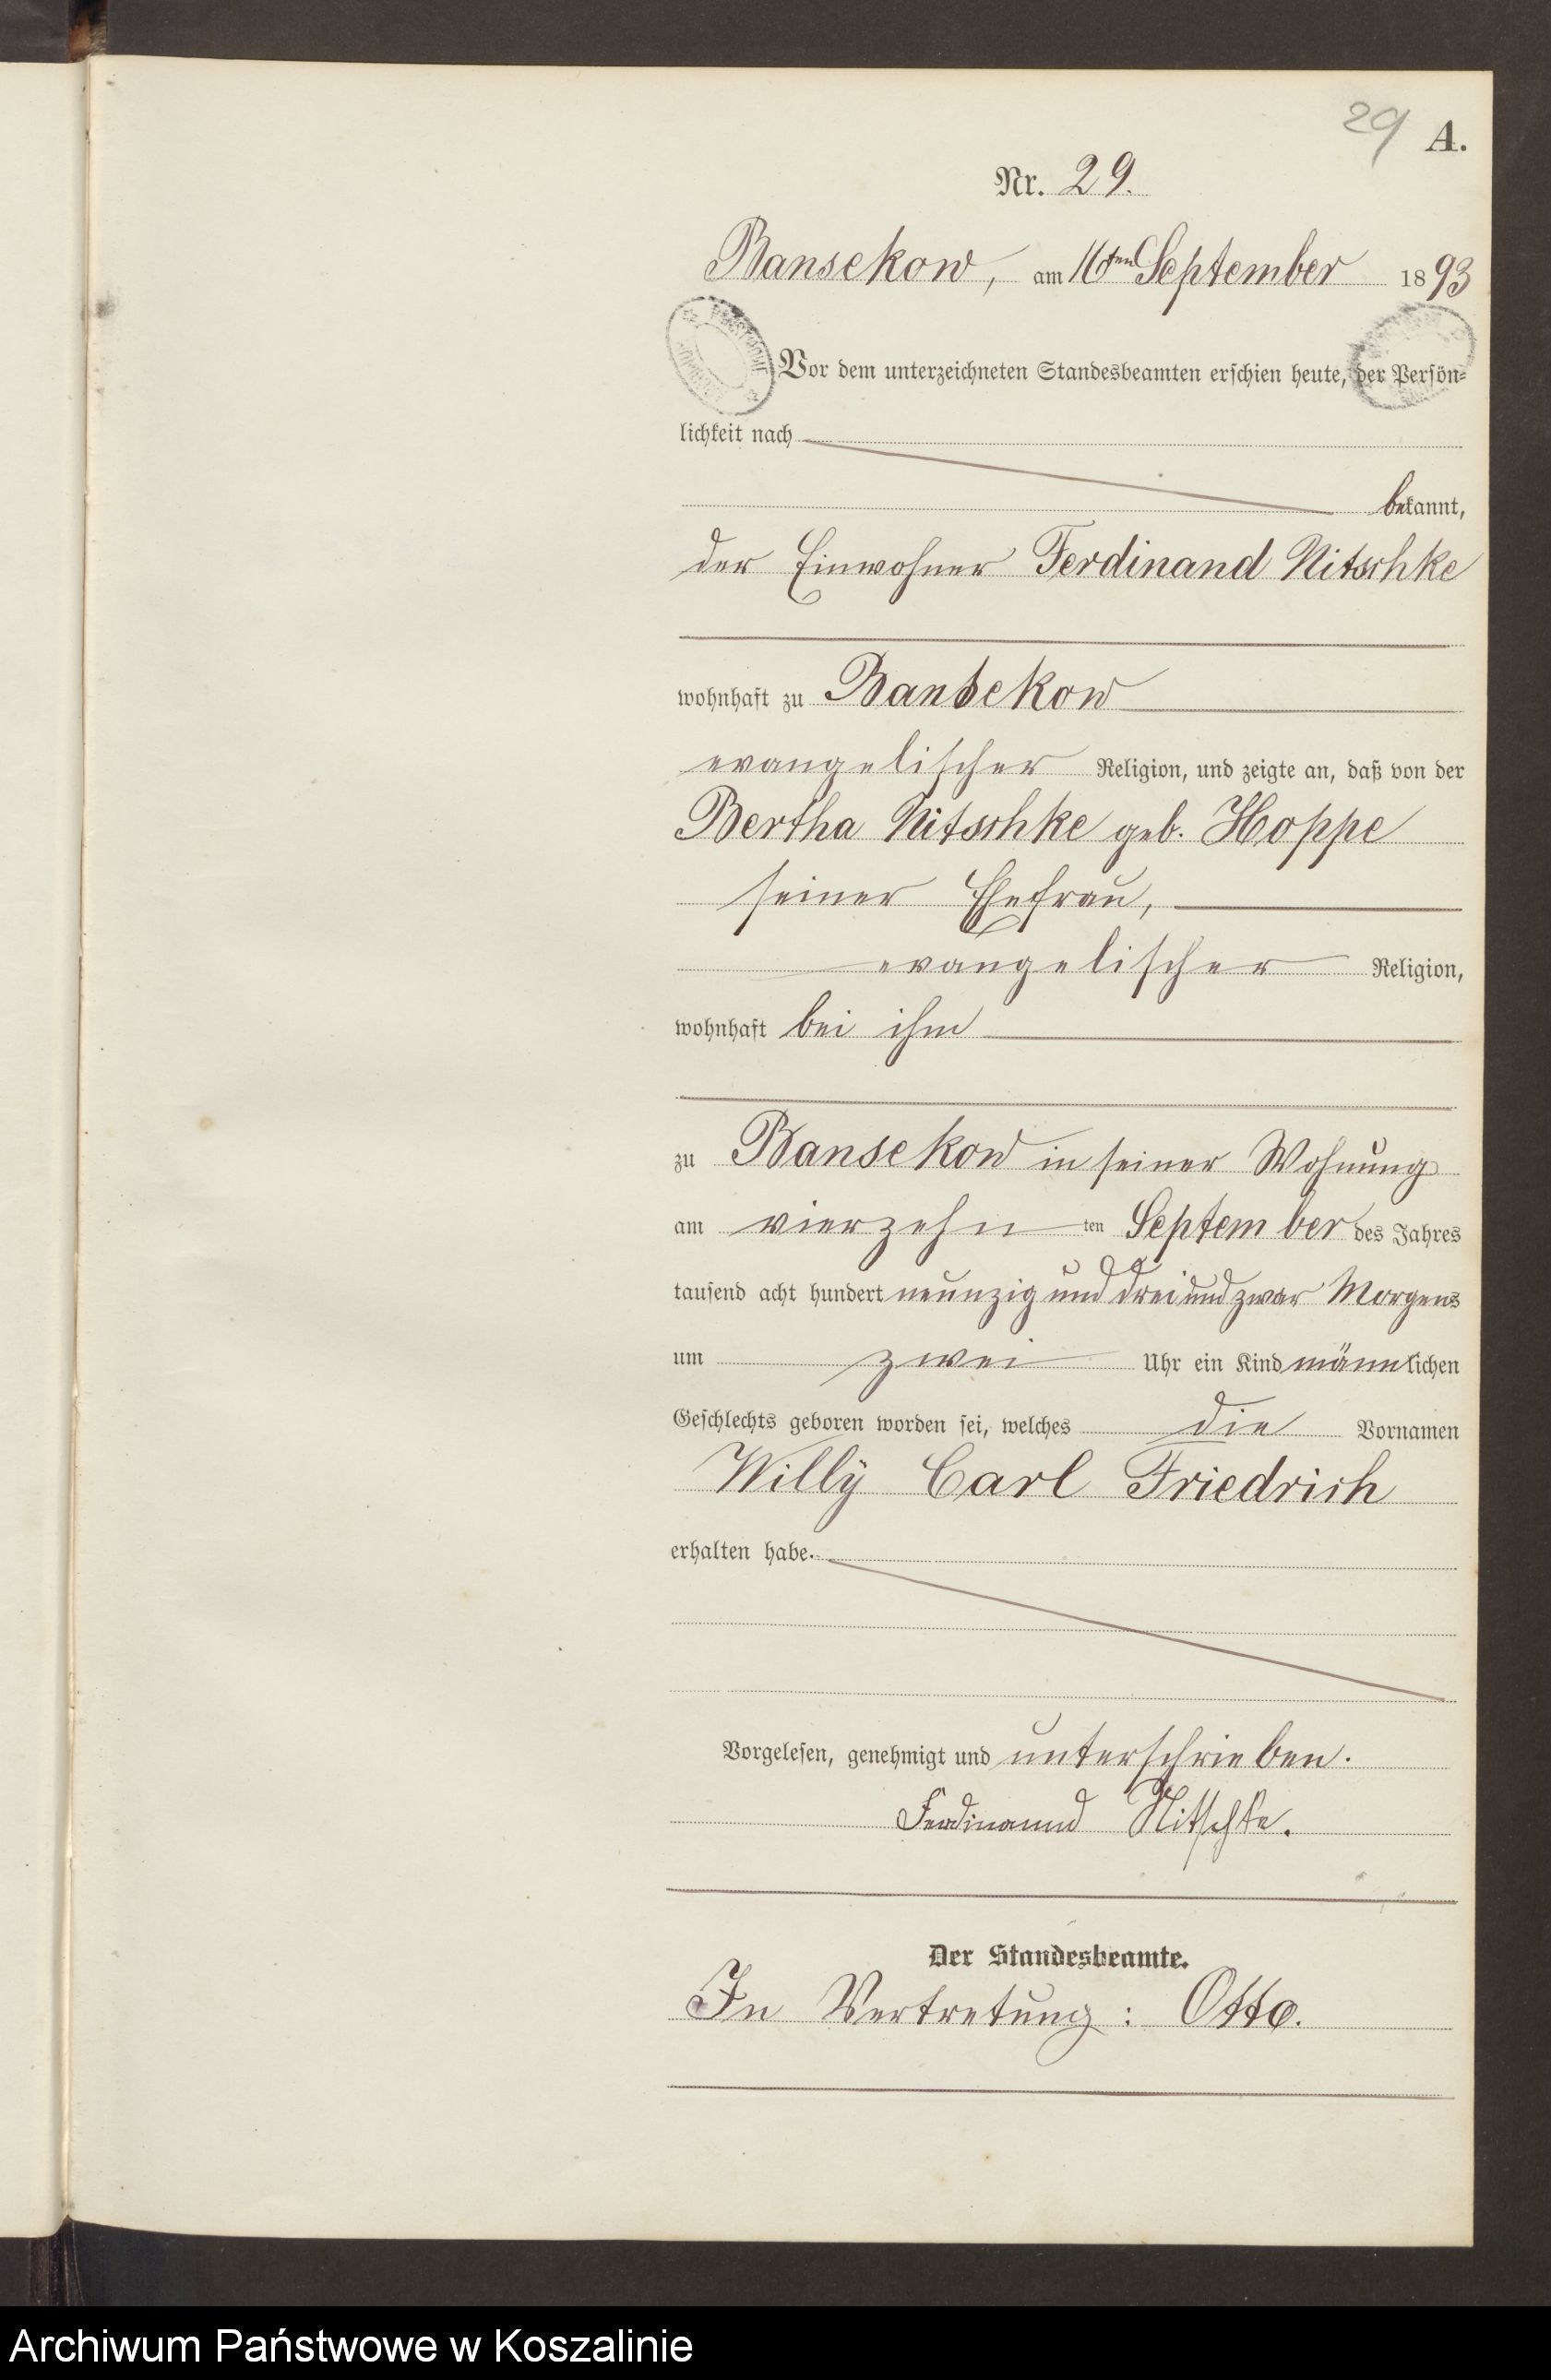 29 A.
Nr. 29.
Bansekow, am 16ten September 1893
Vor dem unterzeichneten Standesbeamten erschien heute, der Persön-
lichkeit nach
bekannt,
der Einwohner Ferdinand Nitschke
wohnhaft zu Bansekow
evangelischer Religion, und zeigte an, daß von der
Bertha Nitschke geb. Hoppe
seiner Ehefrau,
evangelischer Religion,
wohnhaft bei ihm
zu Bansekow in seiner Wohnung
am vierzehnten September des Jahres
tausend acht hundert neunzig und drei und zwar Morgens
um zwei Uhr ein Kind männlichen
Geschlechts geboren worden sei, welches die Vornamen
Willÿ Carl Friedrich
erhalten habe.
Vorgelesen, genehmigt und unterschrieben.
Ferdinannd Nitschke.
Der Standesbeamte.
In Vertretung: Otto.
Archiwum Państwowe w Koszalinie